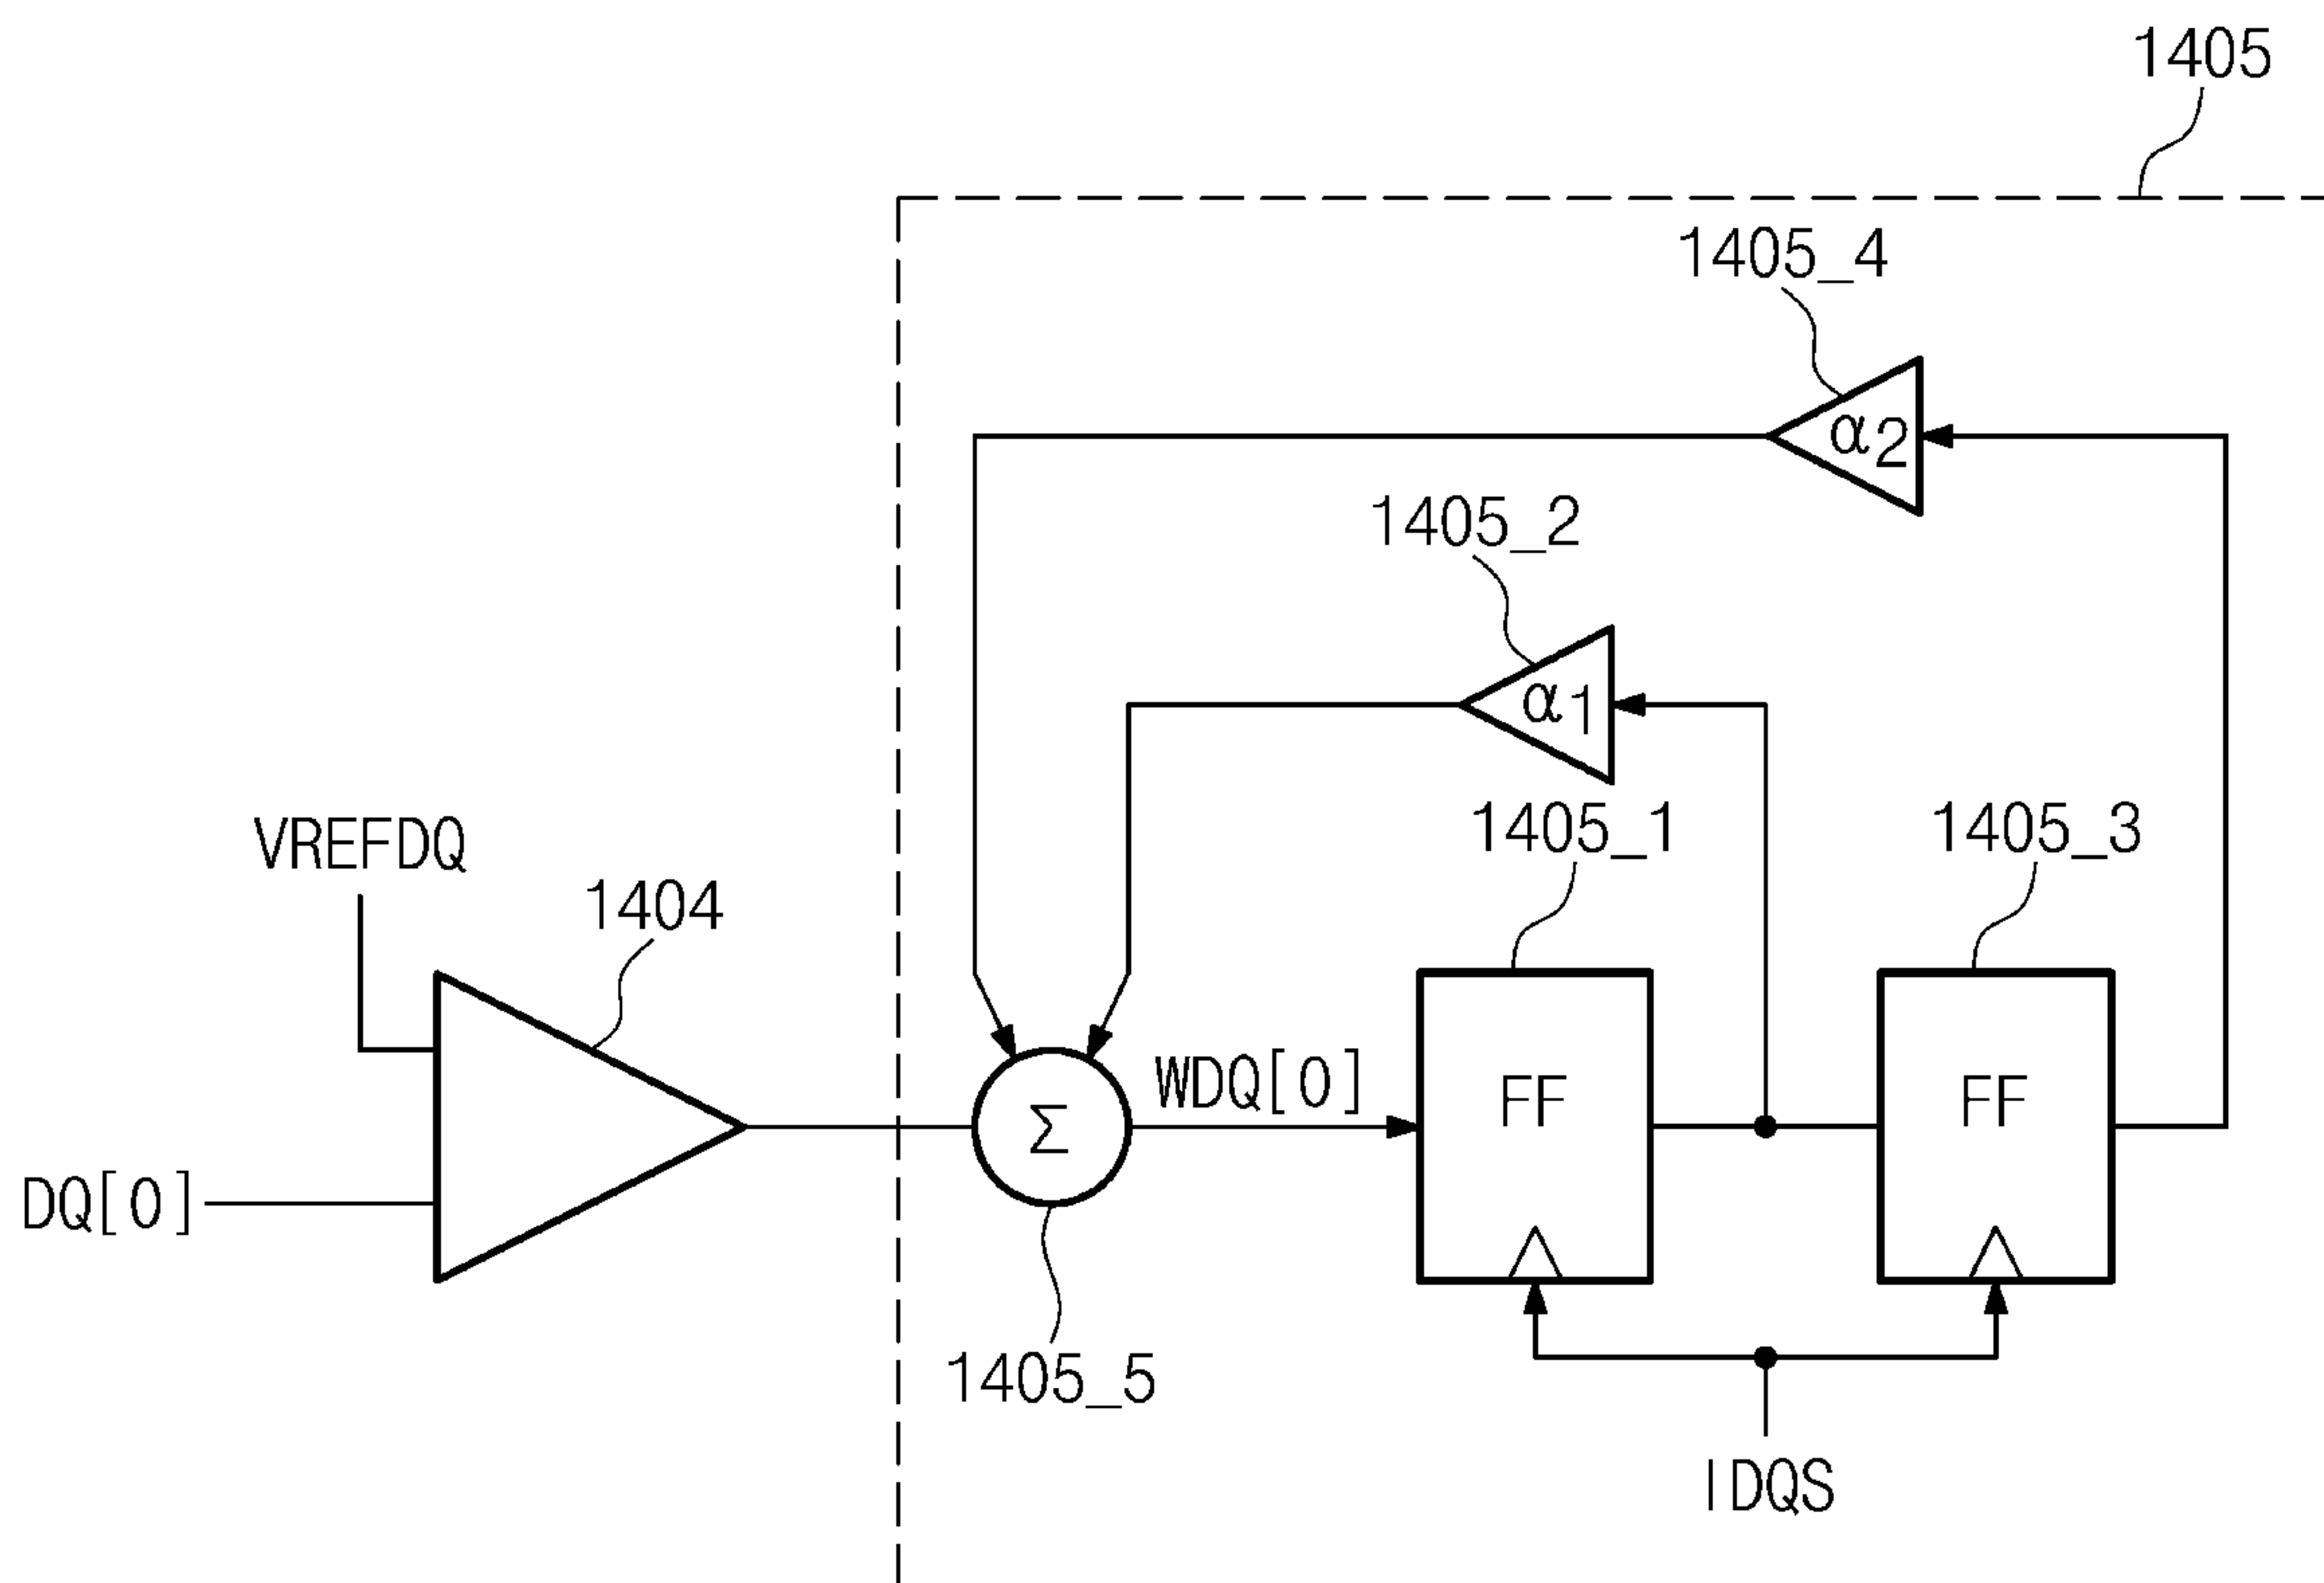 1405
1405_4
α2
1405_2
α1
1405_1
1405_3
VREFDQ
1404
WDQ[0]
FF
FF
Σ
DQ[0]
1405_5
IDQS